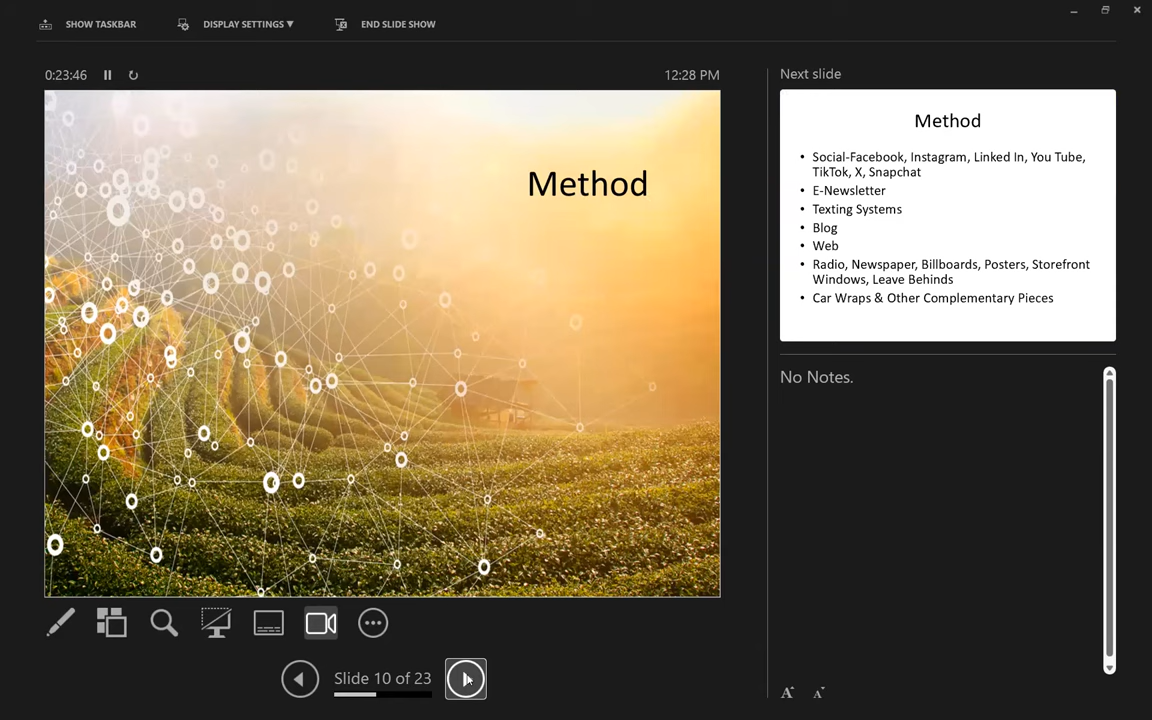 SHOW TASKBAR
DISPLAY SETTINGS ▼
END SLIDE SHOW
0:23:46
12:28 PM
Method
Next slide
Method
• Social-Facebook, Instagram, Linked In, You Tube,
TikTok, X, Snapchat
• E-Newsletter
• Texting Systems
• Blog
• Web
• Radio, Newspaper, Billboards, Posters, Storefront
Windows, Leave Behinds
• Car Wraps & Other Complementary Pieces
No Notes.
Slide 10 of 23
A A